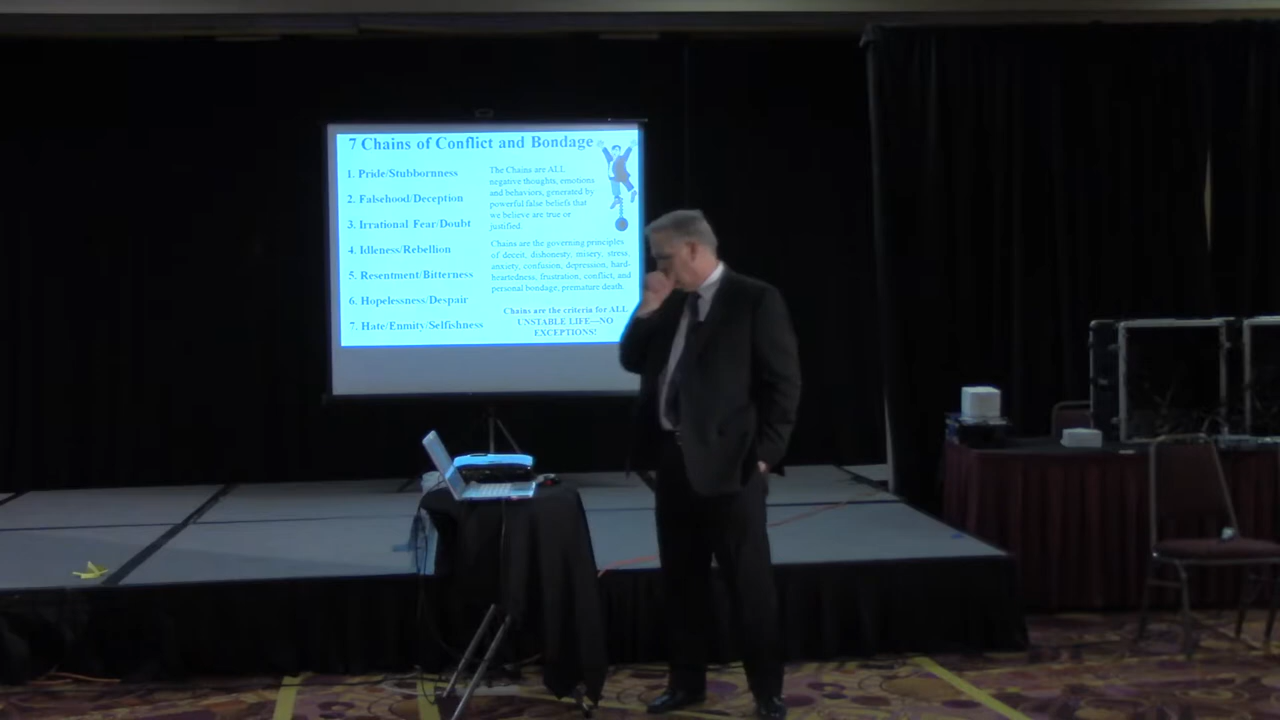 7 Chains of Conflict and Bondage
1. Pride/Stubbornness
2. Falsehood/Deception
3. Irrational Fear/Doubt
4. Idleness/Rebellion
5. Resentment/Bitterness
6. Hopelessness/Despair
7. Hate/Enmity/Selfishness
The Chains are ALL
negative thoughts, emotions
and behaviors, generated by
powerful false beliefs that
we believe are true or
justified.
Chains are the governing principles
of deceit, dishonesty, misery, stress,
anxiety, confusion, depression, hard-
heartedness, frustration, conflict, and
personal bondage, premature death.
Chains are the criteria for ALL
UNSTABLE LIFE—NO
EXCEPTIONS!